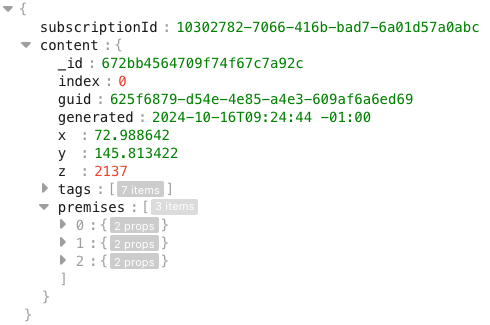 {
subscriptionId : 10302782-7066-416b-bad7-6a01d57a0abc
content : {
_id : 672bb4564709f74f67c7a92c
index : 0
guid : 625f6879-d54e-4e85-a4e3-609af6a6ed69
generated : 2024-10-16T09:24:44 -01:00
x : 72.988642
y : 145.813422
z : 2137
tags : [ 7 items ]
premises : [ 3 items
0 : { 2 props }
1 : { 2 props }
2 : { 2 props }
]
}
}